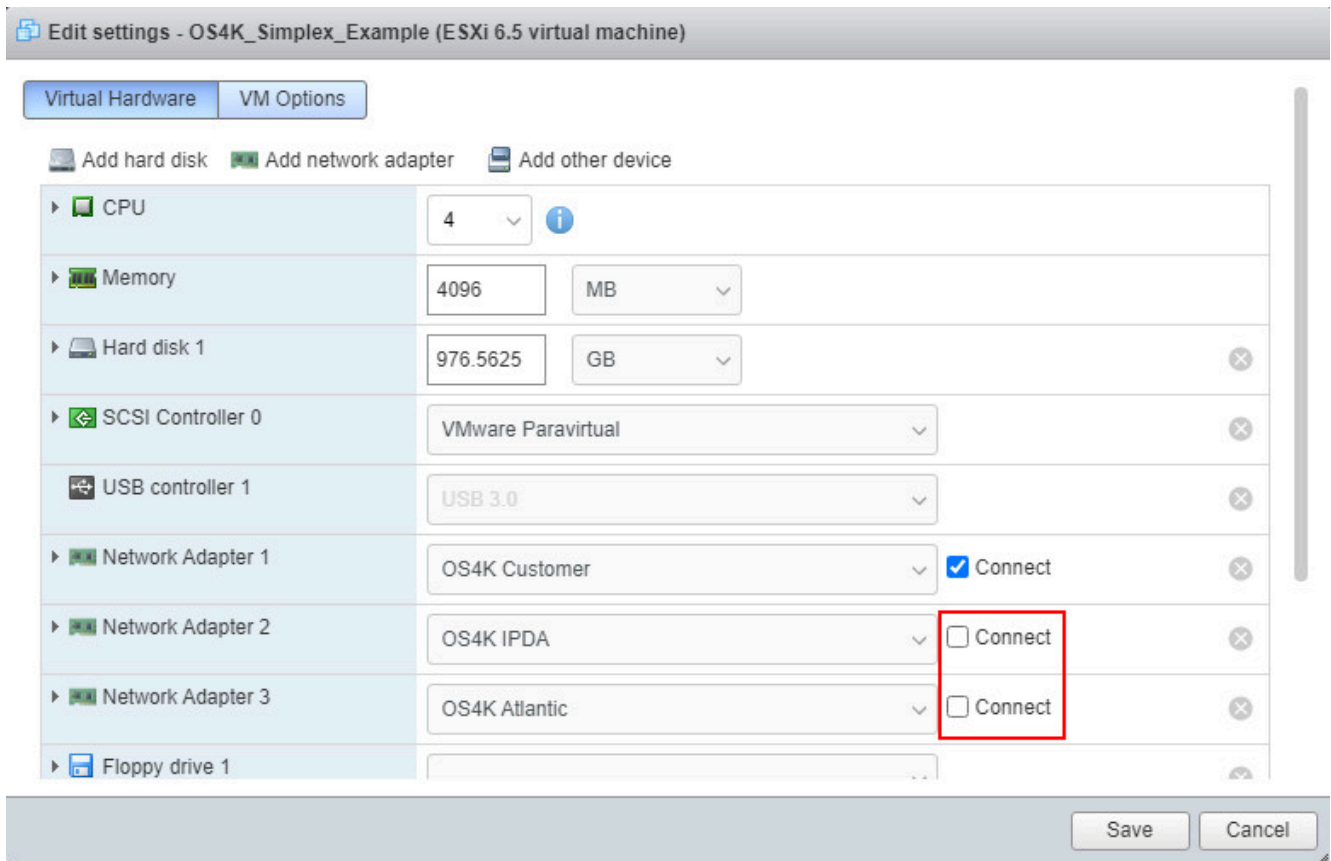 Edit settings - OS4K_Simplex_Example (ESXi 6.5 virtual machine)
Virtual Hardware VM Options
Add hard disk Add network adapter Add other device
CPU 4
Memory 4096 MB
Hard disk 1 976.5625 GB
SCSI Controller 0 VMware Paravirtual
USB controller 1 USB 3.0
Network Adapter 1 OS4K Customer Connect
Network Adapter 2 OS4K IPDA Connect
Network Adapter 3 OS4K Atlantic Connect
Floppy drive 1
Save Cancel